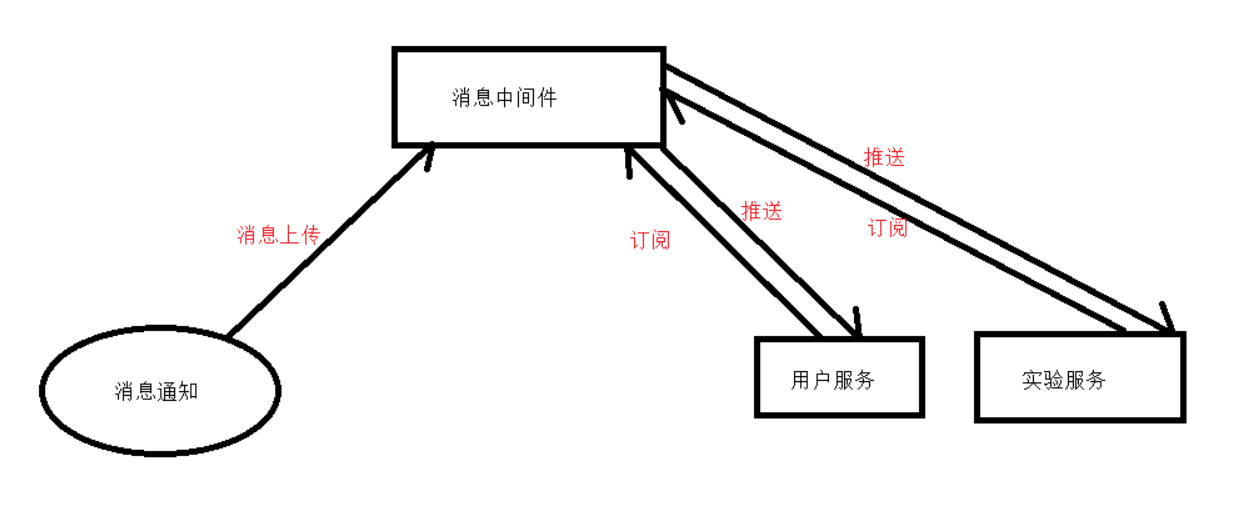 消息中间件
推送
推送
订阅
订阅
消息上传
用户服务
实验服务
消息通知